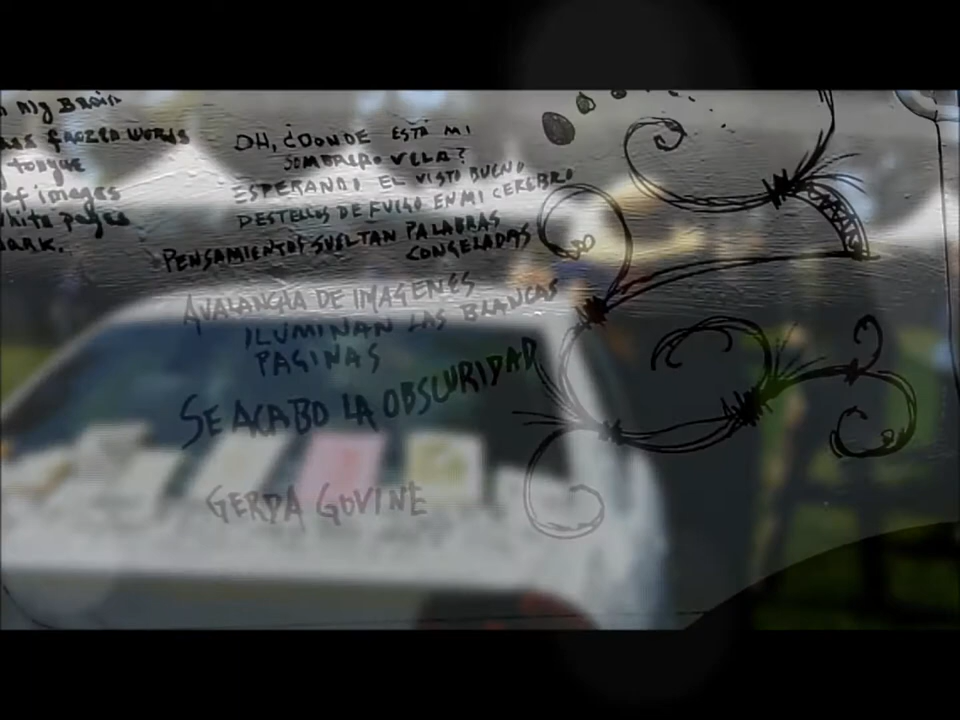 my Brain
frozen words
tongue
of images
white pages
DARK.
OH, ¿DONDE ESTÁ MI
SOMBRERO VELA?
ESPERANDO EL VISTO BUENO
DESTELLOS DE FUEGO EN MI CEREBRO
PENSAMIENTOS SUELTAN PALABRAS
CONGELADAS
AVALANCHA DE IMAGENES
ILUMINAN LAS BLANCAS
PAGINAS
SE ACABO LA OBSCURIDAD
GERDA GOVINE